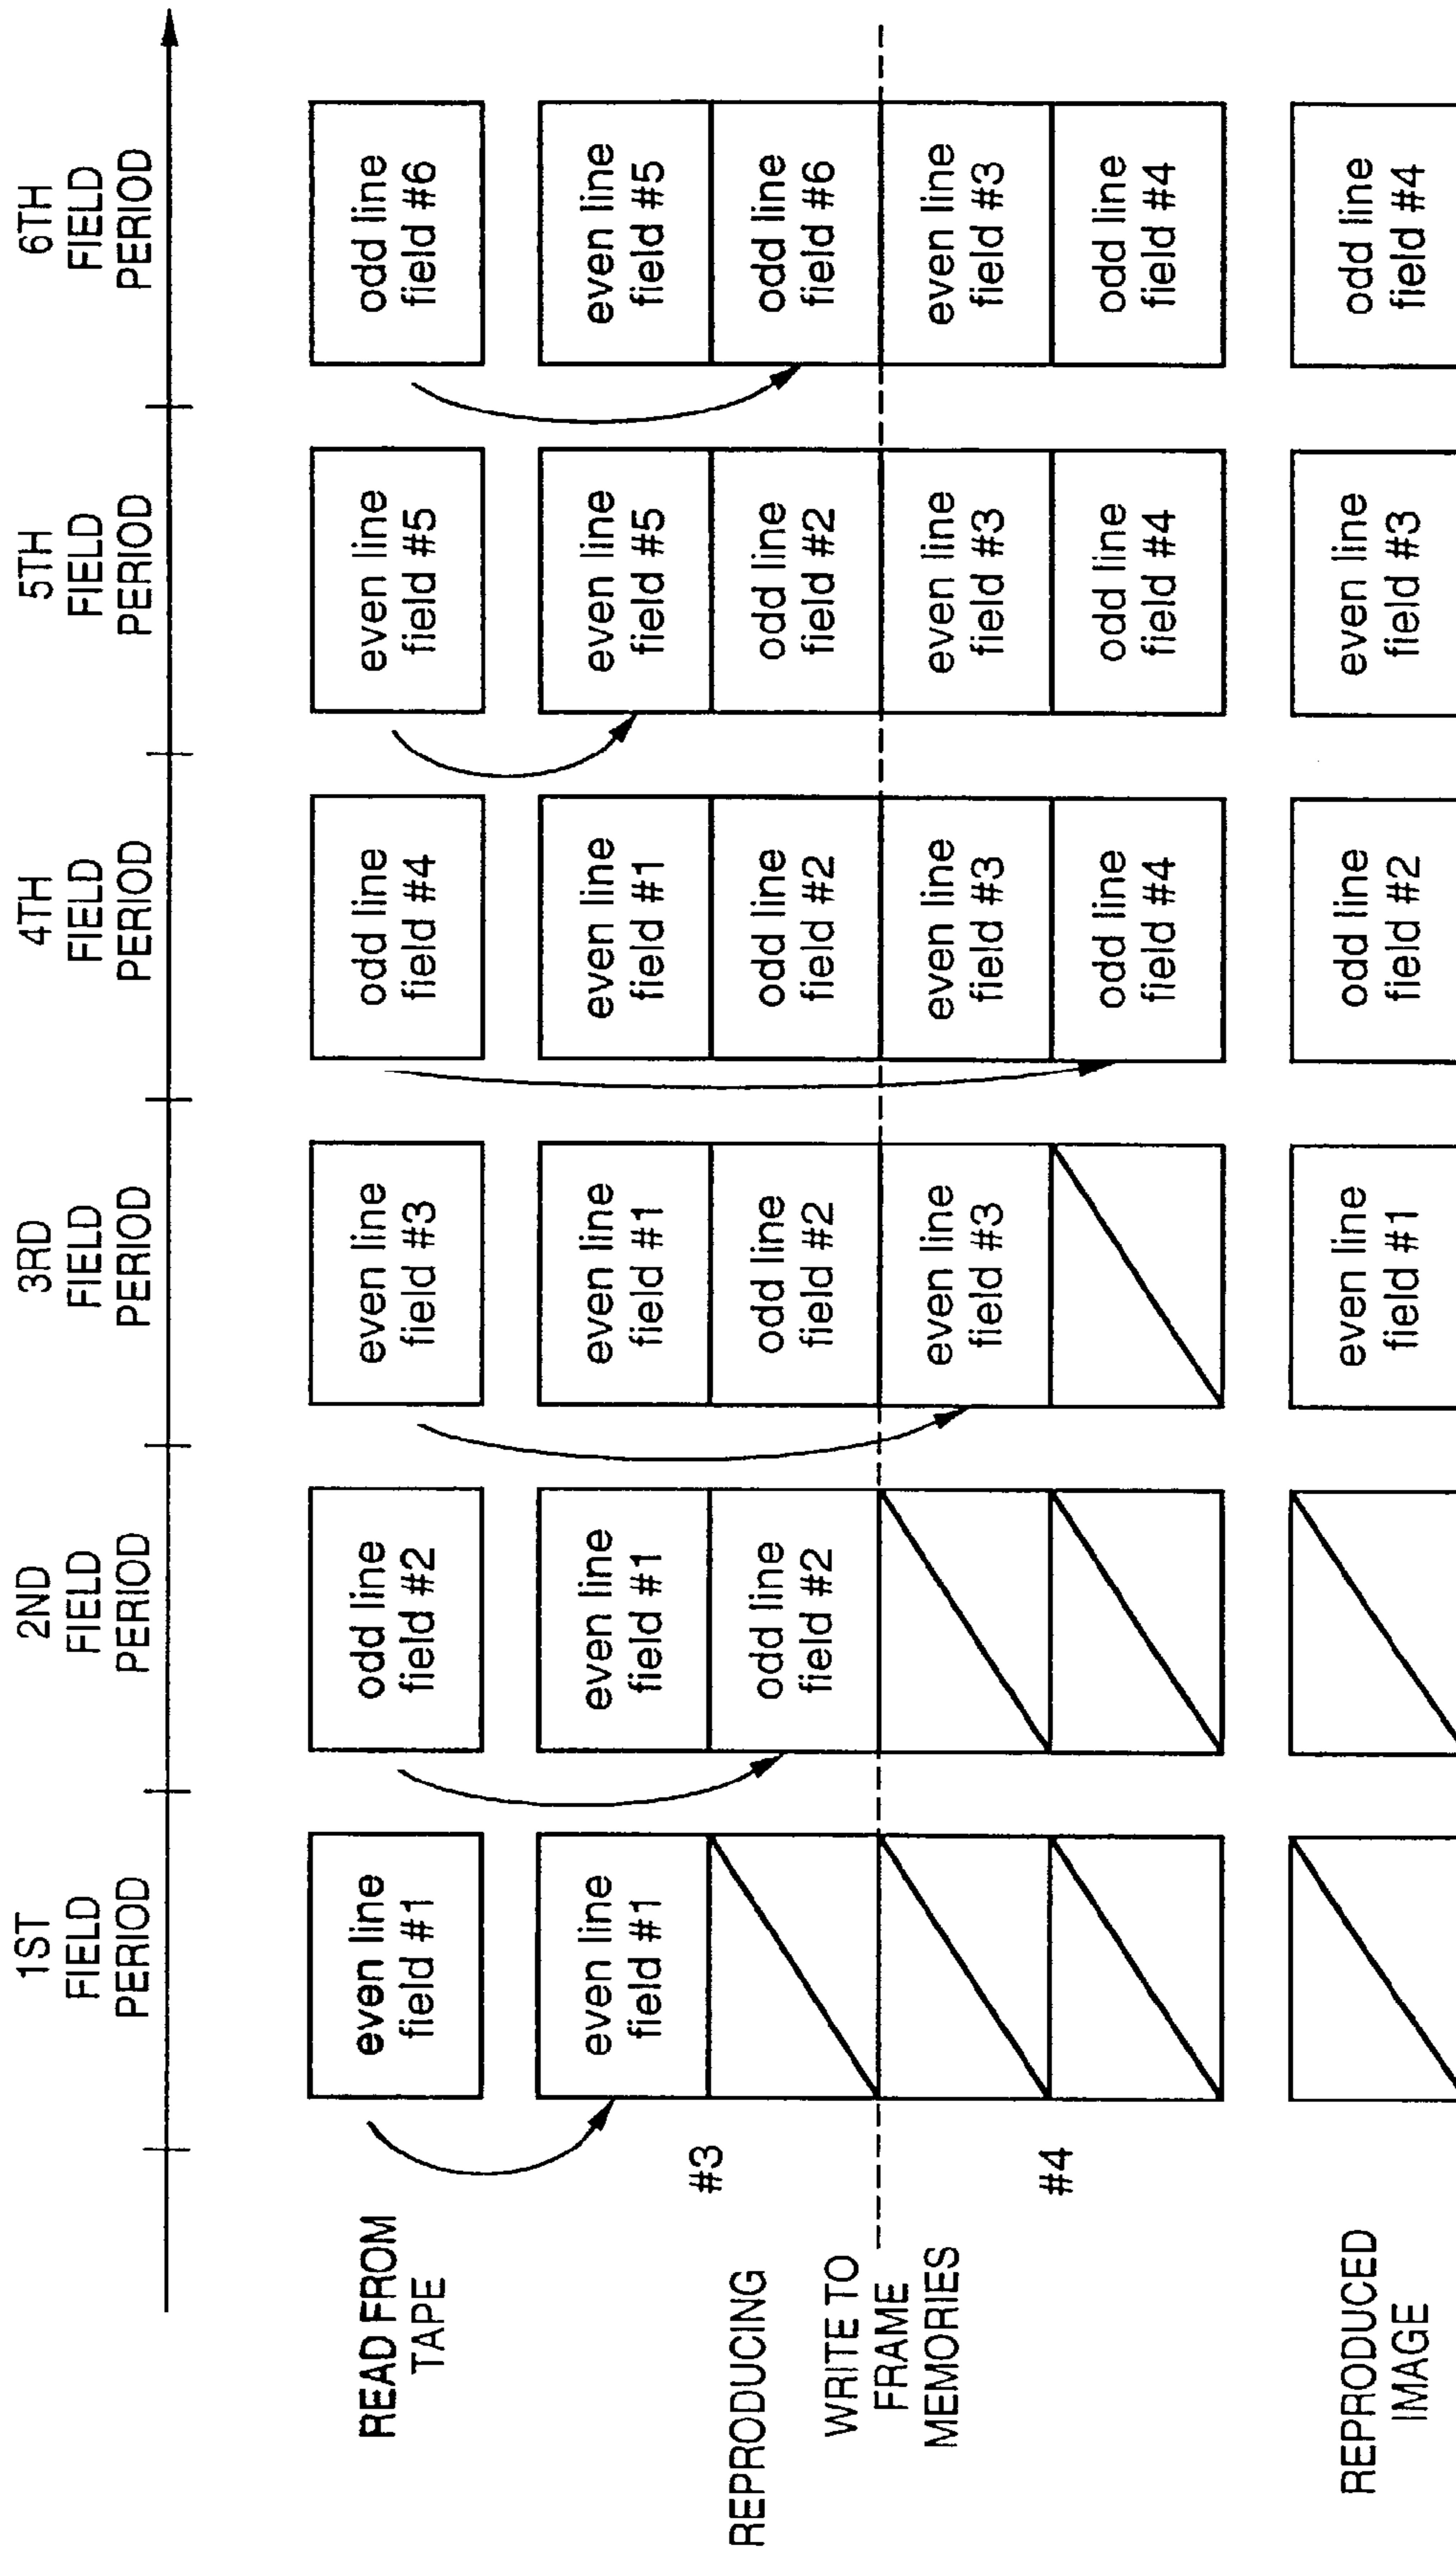 1ST
FIELD
PERIOD
2ND
FIELD
PERIOD
3RD
FIELD
PERIOD
4TH
FIELD
PERIOD
5TH
FIELD
PERIOD
6TH
FIELD
PERIOD
READ FROM
TAPE
even line
field #1
odd line
field #2
even line
field #3
odd line
field #4
even line
field #5
odd line
field #6
REPRODUCING
WRITE TO
FRAME
MEMORIES
#3
even line
field #1
even line
field #1
even line
field #1
even line
field #1
even line
field #5
even line
field #5
odd line
field #2
odd line
field #2
odd line
field #2
odd line
field #2
odd line
field #6
#4
even line
field #3
even line
field #3
even line
field #3
even line
field #3
odd line
field #4
odd line
field #4
odd line
field #4
REPRODUCED
IMAGE
even line
field #1
odd line
field #2
even line
field #3
odd line
field #4